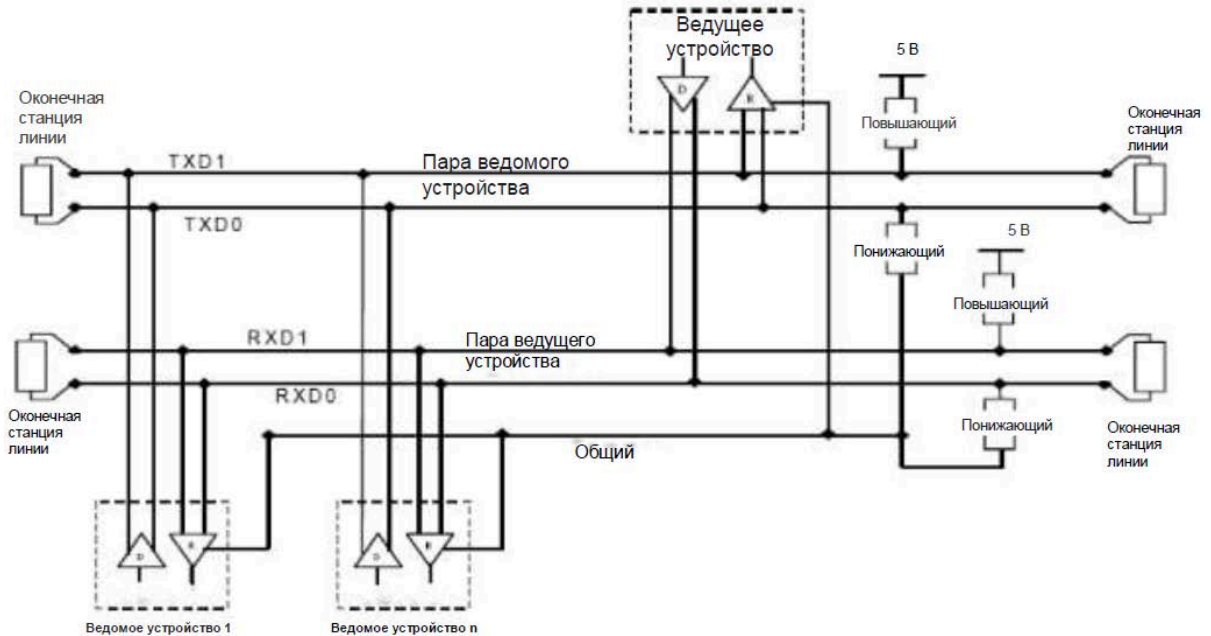 Ведущее
устройство
D
R
5 В
Повышающий
Оконечная
станция
линии
Оконечная
станция
линии
TXD1
Пара ведомого
устройства
TXD0
Понижающий
5 В
Повышающий
RXD1
Пара ведущего
устройства
RXD0
Оконечная
станция
линии
Понижающий
Оконечная
станция
линии
Общий
D
R
D
R
Ведомое устройство 1
Ведомое устройство n